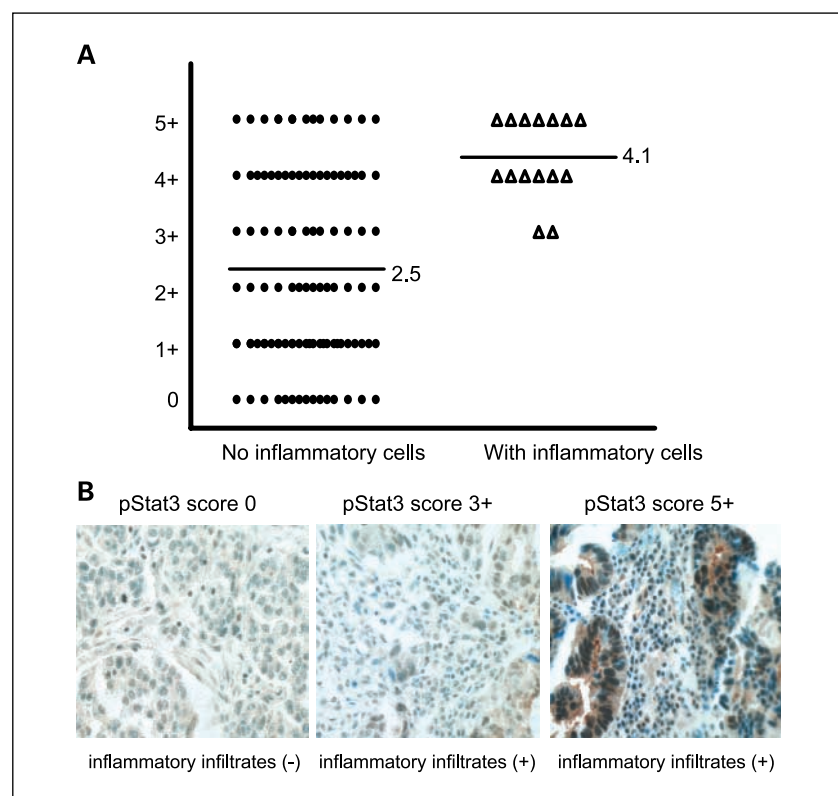 A
5+
4+
3+
2+
1+
0
2.5
4.1
No inflammatory cells
With inflammatory cells
B
pStat3 score 0
pStat3 score 3+
pStat3 score 5+
inflammatory infiltrates (-)
inflammatory infiltrates (+)
inflammatory infiltrates (+)